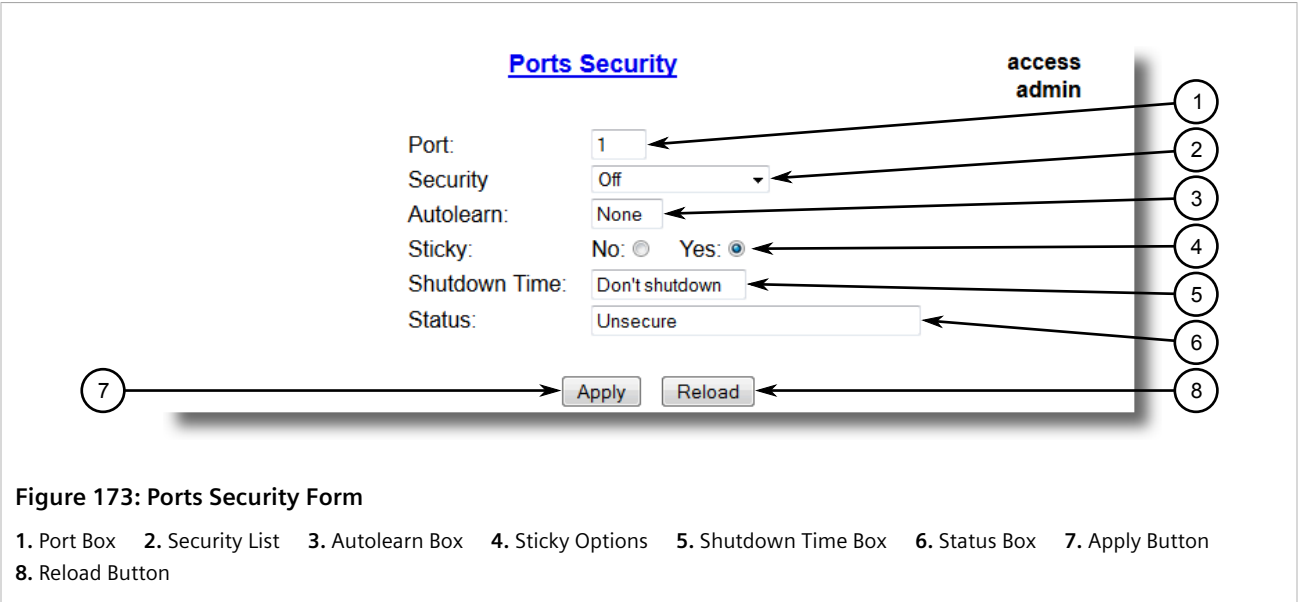 Ports Security
access
admin
1
Port: 1
2
Security Off
3
Autolearn: None
Sticky: No: Yes:
4
Shutdown Time: Don't shutdown
5
Status: Unsecure
6
7
Apply Reload
8
Figure 173: Ports Security Form
1. Port Box 2. Security List 3. Autolearn Box 4. Sticky Options 5. Shutdown Time Box 6. Status Box 7. Apply Button
8. Reload Button